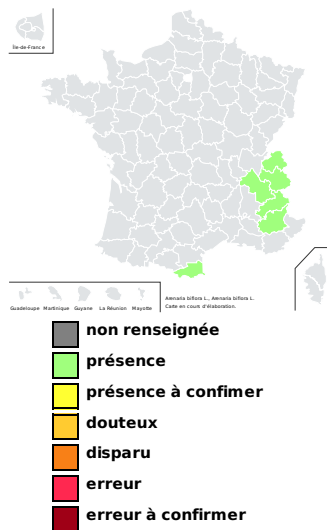 Île-de-France
Guadeloupe Martinique Guyane La Réunion Mayotte
Arenaria biflora L., Arenaria biflora L.
Carte en cours d'élaboration.
non renseignée
présence
présence à confimer
douteux
disparu
erreur
erreur à confirmer